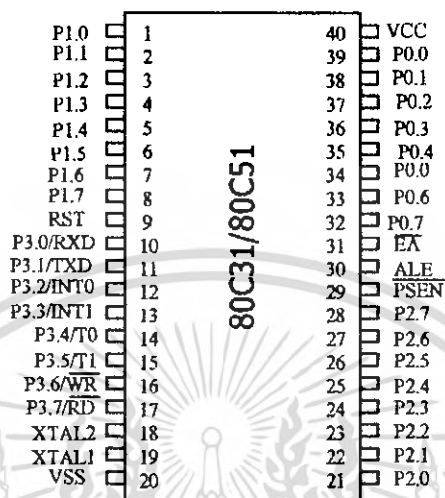 P1.0 1 40 VCC
P1.1 2 39 P0.0
P1.2 3 38 P0.1
P1.3 4 37 P0.2
P1.4 5 36 P0.3
P1.5 6 35 P0.4
P1.6 7 34 P0.0
P1.7 8 33 P0.6
RST 9 32 P0.7
P3.0/RXD 10 31 E̅A̅
P3.1/TXD 11 30 ALE
P3.2/INT0 12 29 P̅S̅E̅N̅
P3.3/INT1 13 28 P2.7
P3.4/T0 14 27 P2.6
P3.5/T1 15 26 P2.5
P3.6/W̅R̅ 16 25 P2.4
P3.7/R̅D̅ 17 24 P2.3
XTAL2 18 23 P2.2
XTAL1 19 22 P2.1
VSS 20 21 P2.0
80C31/80C51